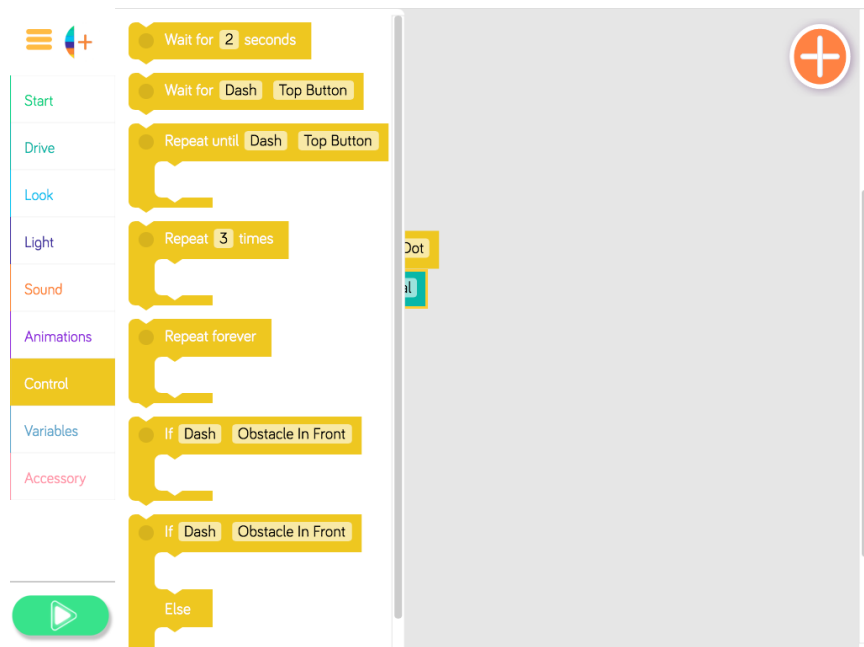 Start
Drive
Look
Light
Sound
Animations
Control
Variables
Accessory
Wait for 2 seconds
Wait for Dash Top Button
Repeat until Dash Top Button
Repeat 3 times
Repeat forever
If Dash Obstacle In Front
If Dash Obstacle In Front
Else
Dot